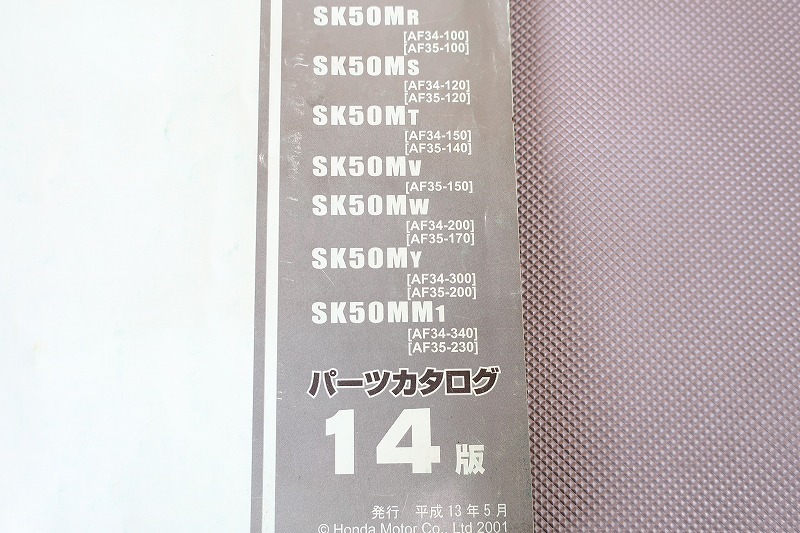 SK50MR
[AF34-100]
[AF35-100]
SK50MS
[AF34-120]
[AF35-120]
SK50MT
[AF34-150]
[AF35-140]
SK50MV
[AF35-150]
SK50MW
[AF34-200]
[AF35-170]
SK50MY
[AF34-300]
[AF35-200]
SK50MM1
[AF34-340]
[AF35-230]
パーツカタログ
14版
発行 平成13年5月
© Honda Motor Co., Ltd 2001